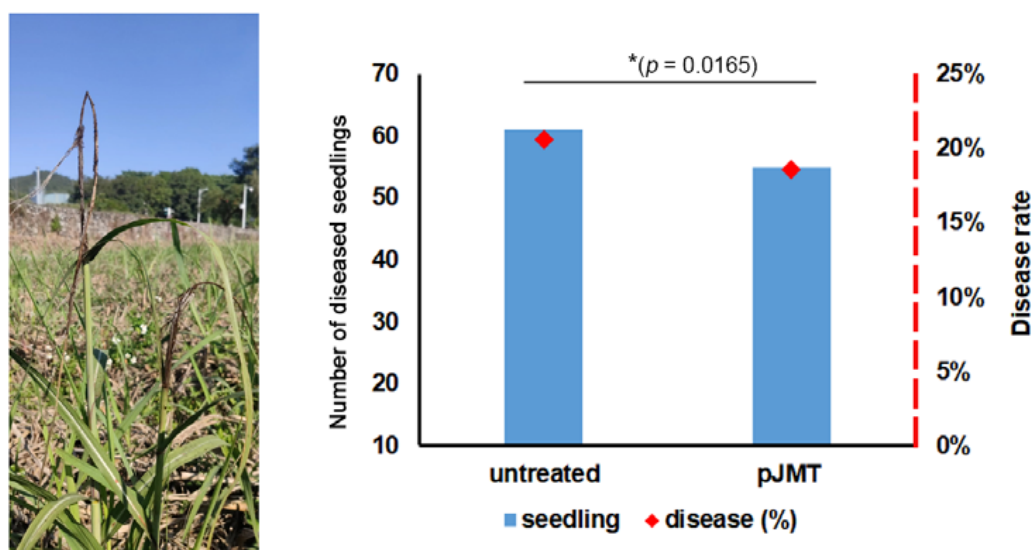 *(p = 0.0165)
Number of diseased seedlings
70
60
50
40
30
20
10
25%
20%
15%
10%
5%
0%
Disease rate
untreated
pJMT
seedling
disease (%)